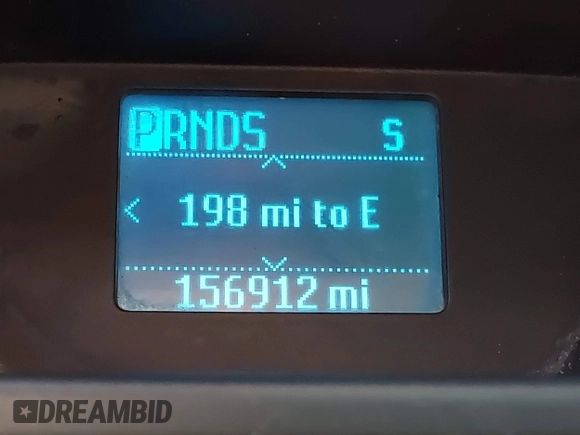 PRNDS S
198 mi to E
156912 mi
DREAMBID